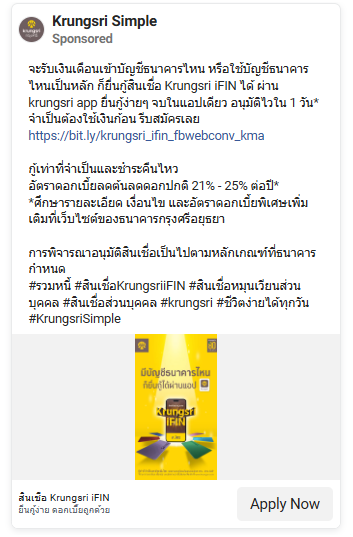 Krungsri Simple
Sponsored
จะรับเงินเดือนเข้าบัญชีธนาคารไหน หรือใช้บัญชีธนาคาร
ไหนเป็นหลัก ก็ยื่นกู้สินเชื่อ Krungsri iFIN ได้ ผ่าน
krungsri app ยื่นกู้ง่ายๆ จบในแอปเดียว อนุมัติไวใน 1 วัน*
จำเป็นต้องใช้เงินก้อน รีบสมัครเลย
https://bit.ly/krungsri_ifin_fbwebconv_kma
กู้เท่าที่จำเป็นและชำระคืนไหว
อัตราดอกเบี้ยลดต้นลดดอกปกติ 21% - 25% ต่อปี*
*ศึกษารายละเอียด เงื่อนไข และอัตราดอกเบี้ยพิเศษเพิ่ม
เติมที่เว็บไซต์ของธนาคารกรุงศรีอยุธยา
การพิจารณาอนุมัติสินเชื่อเป็นไปตามหลักเกณฑ์ที่ธนาคาร
กำหนด
#รวมหนี้ #สินเชื่อKrungsriiFIN #สินเชื่อหมุนเวียนส่วน
บุคคล #สินเชื่อส่วนบุคคล #krungsri #ชีวิตง่ายได้ทุกวัน
#KrungsriSimple
มีบัญชีธนาคารไหน
ก็ยื่นกู้ได้ผ่านแอป
Krungsri
iFIN
สินเชื่อ Krungsri iFIN
ยื่นกู้ง่าย ดอกเบี้ยถูกด้วย
Apply Now